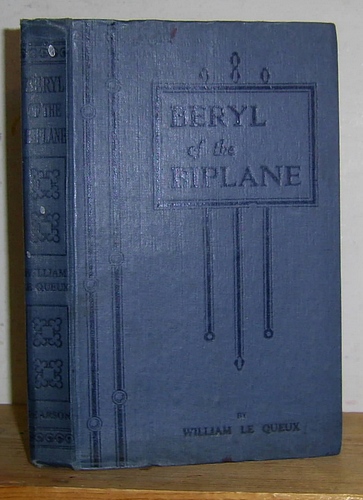 BERYL
of the
BIPLANE
BY
WILLIAM LE QUEUX
BERYL
OF THE
BIPLANE
WILLIAM
LE QUEUX
PEARSON